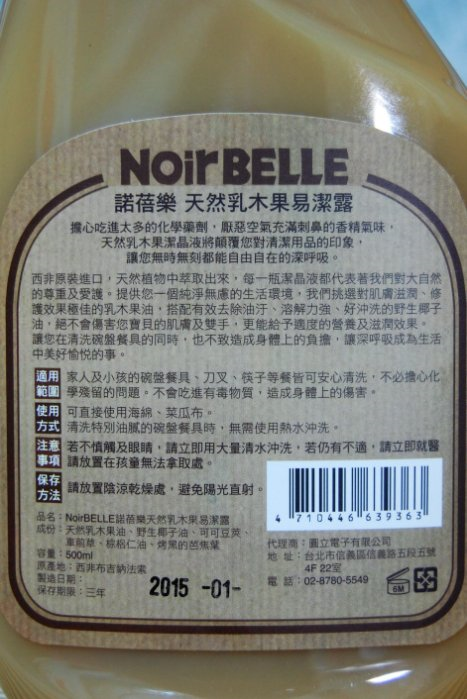 NoirBELLE
諾蓓樂 天然乳木果易潔露
擔心吃進太多的化學藥劑，厭惡空氣充滿刺鼻的香精氣味，
天然乳木果潔晶液將顛覆您對清潔用品的印象，
讓您無時無刻都能自由自在的深呼吸。
西非原裝進口，天然植物中萃取出來，每一瓶潔晶液都代表著我們對大自然
的尊重及愛護。提供您一個純淨無慮的生活環境，我們挑選對肌膚滋潤、修
護效果極佳的乳木果油，搭配有效去除油汙、溶解力強、好沖洗的野生椰子
油，絕不會傷害您寶貝的肌膚及雙手，更能給予適度的營養及滋潤效果。
讓您在清洗碗盤餐具的同時，也不致造成身體上的負擔，讓深呼吸成為生活
中美好愉悅的事。
適用範圍 家人及小孩的碗盤餐具、刀叉、筷子等餐皆可安心清洗，不必擔心化
學殘留的問題。不會吃進有毒物質，造成身體上的傷害。
使用方式 可直接使用海綿、菜瓜布。
清洗特別油膩的碗盤餐具時，無需使用熱水沖洗。
注意事項 若不慎觸及眼睛，請立即用大量清水沖洗，若仍有不適，請立即就醫
請放置在孩童無法拿取處。
保存方法 請放置陰涼乾燥處，避免陽光直射。
品名：NoirBELLE諾蓓樂天然乳木果易潔露
成份：天然乳木果油、野生椰子油、可可豆莢、
車前草、棕梠仁油、烤黑的芭焦葉
容量：500ml
原產地：西非布吉納法索
製造日期：
保存期限：三年
2015 -01-
4 710446 639363
代理商：圓立電子有限公司
地 址：台北市信義區信義路五段五號
4F 22室
電 話：02-8780-5549
6M